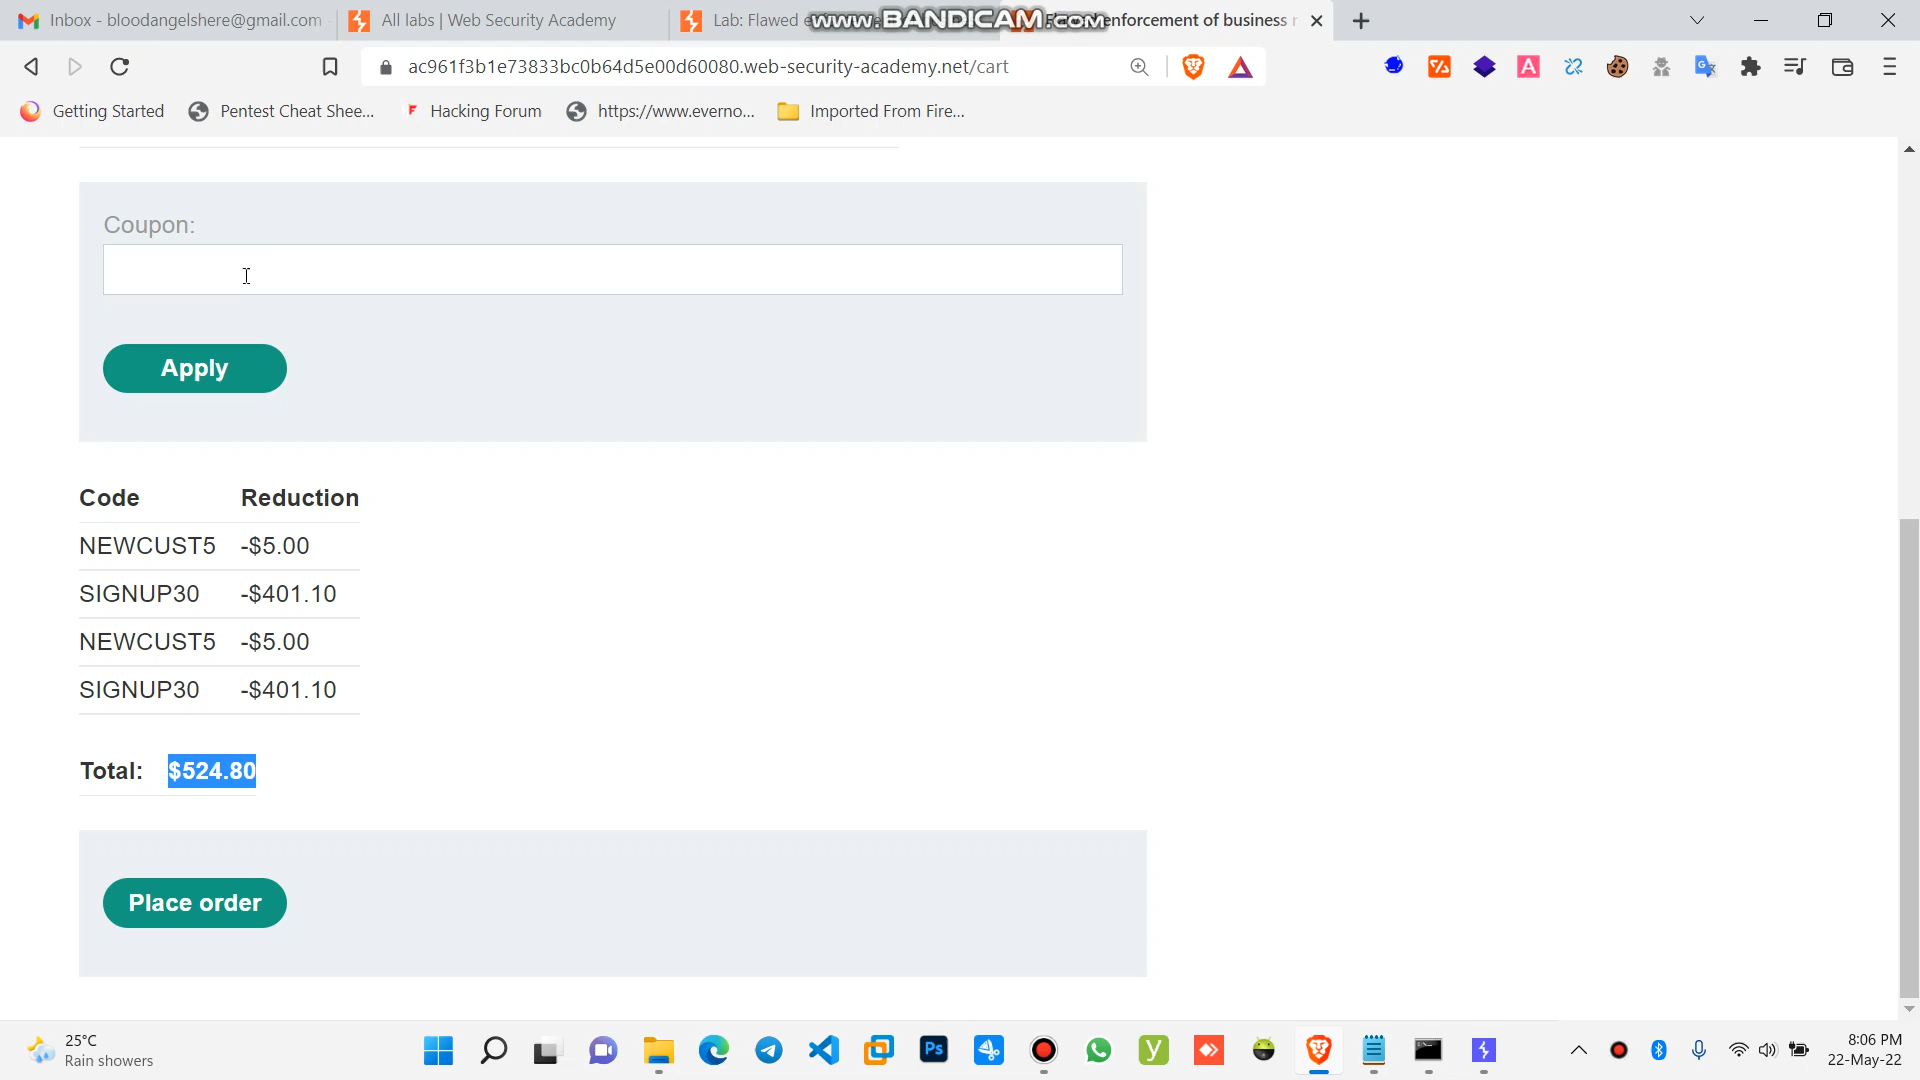 Inbox - bloodangelshere@gmail.com
All labs | Web Security Academy
Lab: Flawed
www.BANDICAM.com
enforcement of business
ac961f3b1e73833bc0b64d5e00d60080.web-security-academy.net/cart
Getting Started
Pentest Cheat Shee...
Hacking Forum
https://www.everno...
Imported From Fire...
Coupon:
Apply
Code Reduction
NEWCUST5 -$5.00
SIGNUP30 -$401.10
NEWCUST5 -$5.00
SIGNUP30 -$401.10
Total: $524.80
Place order
25°C
Rain showers
8:06 PM
22-May-22